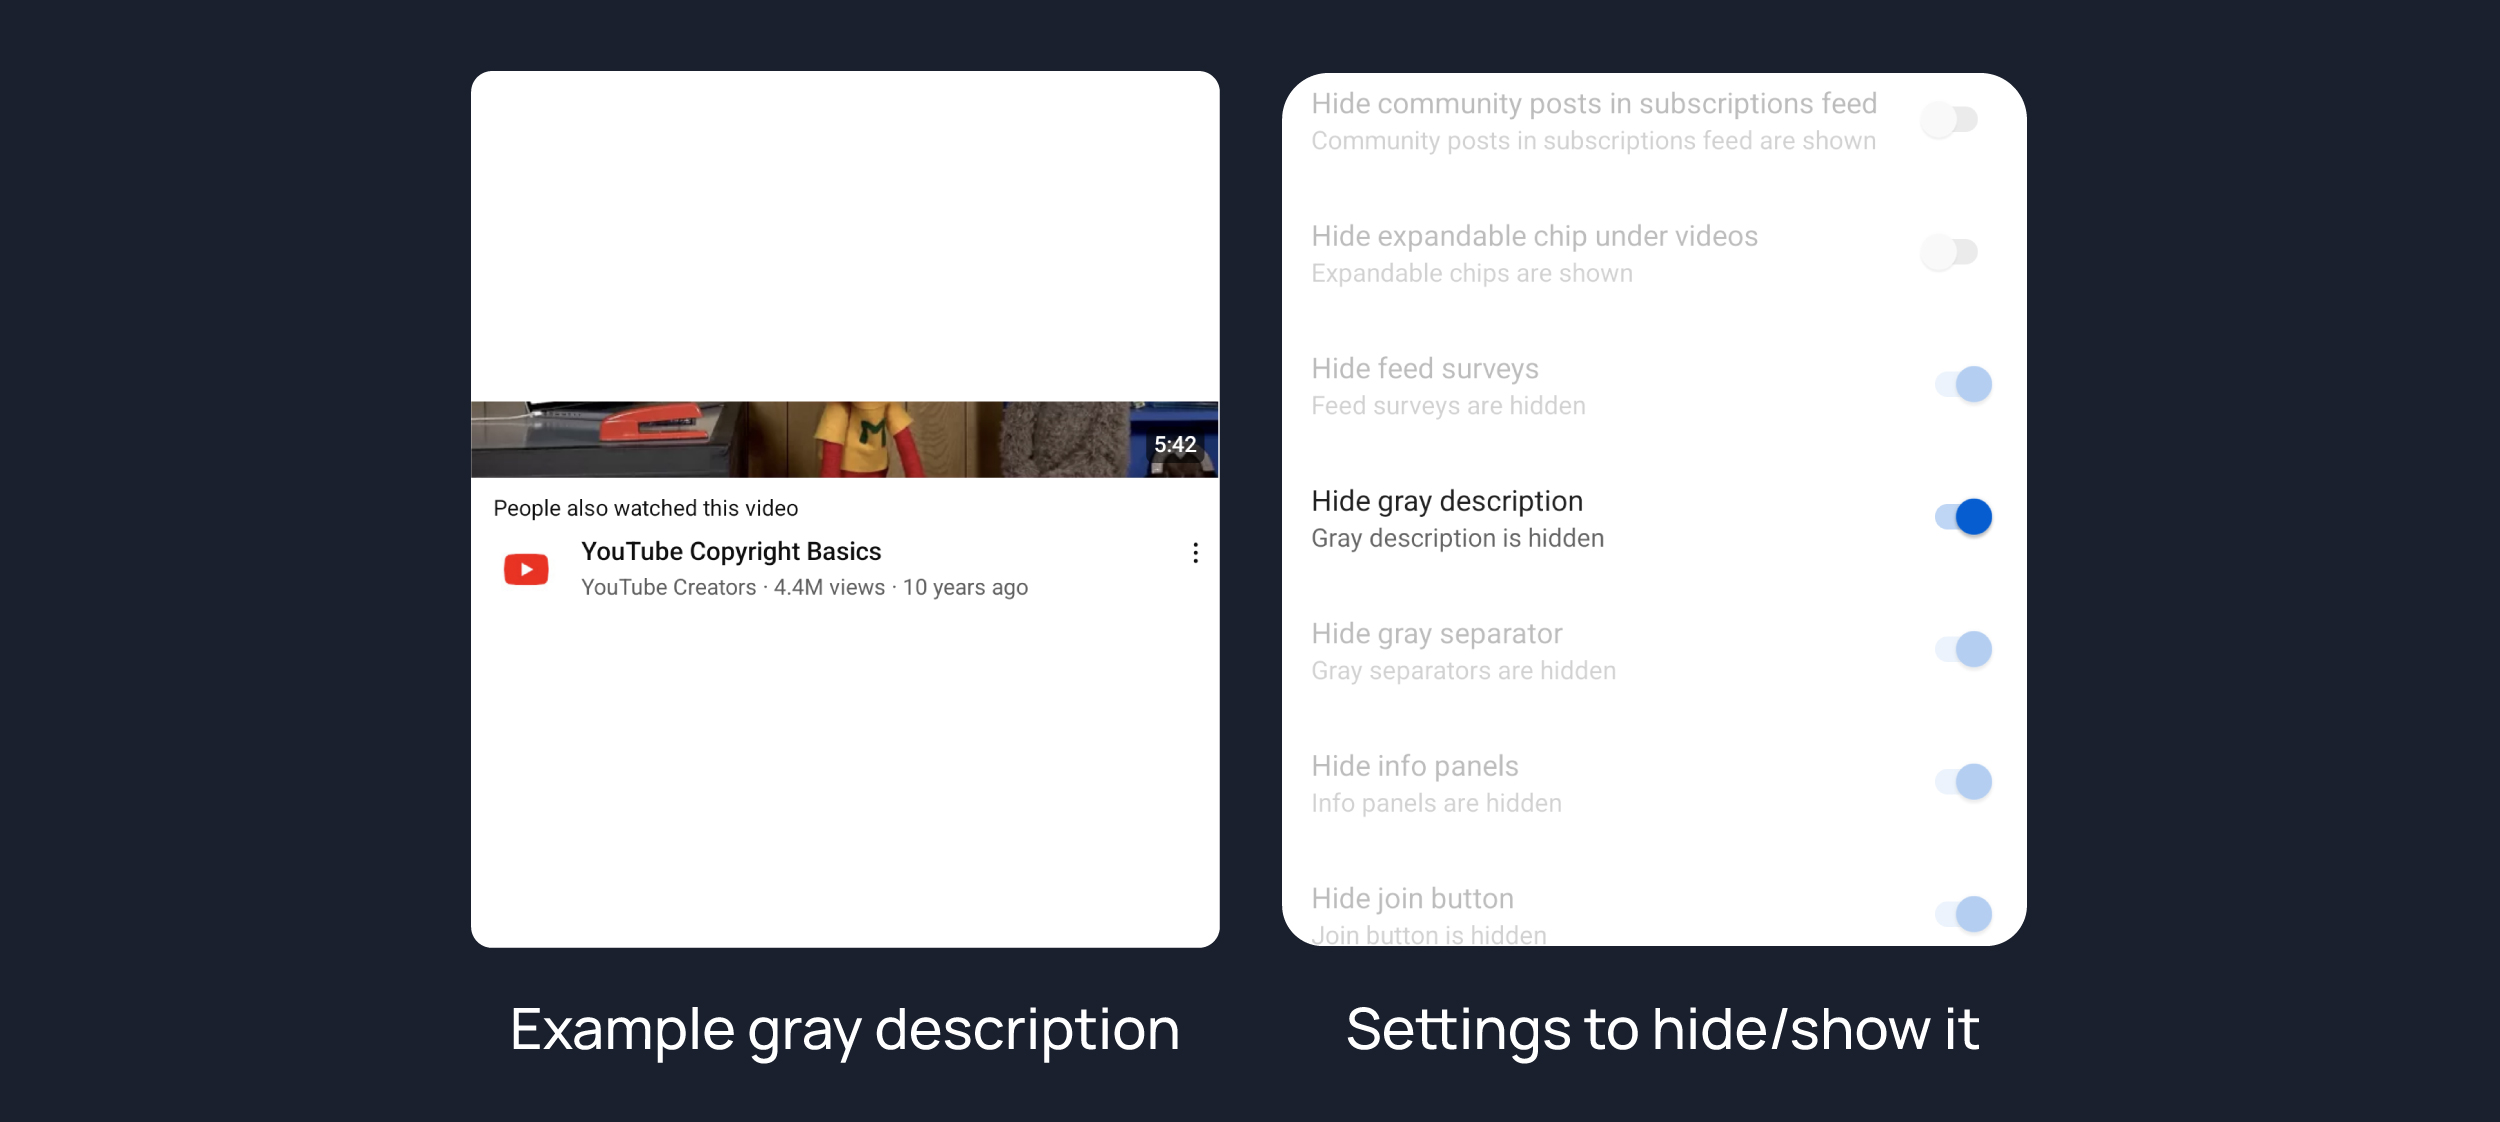 5:42
People also watched this video
YouTube Copyright Basics
YouTube Creators · 4.4M views · 10 years ago
Example gray description
Hide community posts in subscriptions feed
Community posts in subscriptions feed are shown
Hide expandable chip under videos
Expandable chips are shown
Hide feed surveys
Feed surveys are hidden
Hide gray description
Gray description is hidden
Hide gray separator
Gray separators are hidden
Hide info panels
Info panels are hidden
Hide join button
Join button is hidden
Settings to hide/show it